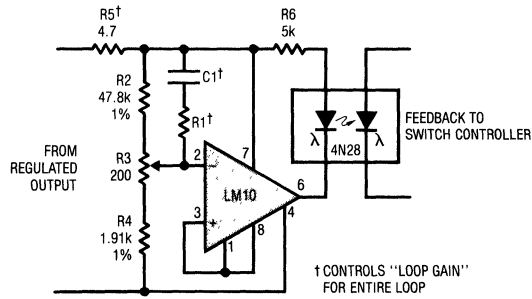 R5†
4.7
R6
5k
R2
47.8k
1%
C1†
R1†
FROM
REGULATED
OUTPUT
R3
200
2
7
−
LM10
6
3
+
4
1
8
R4
1.91k
1%
λ
4N28
λ
FEEDBACK TO
SWITCH CONTROLLER
† CONTROLS "LOOP GAIN"
FOR ENTIRE LOOP